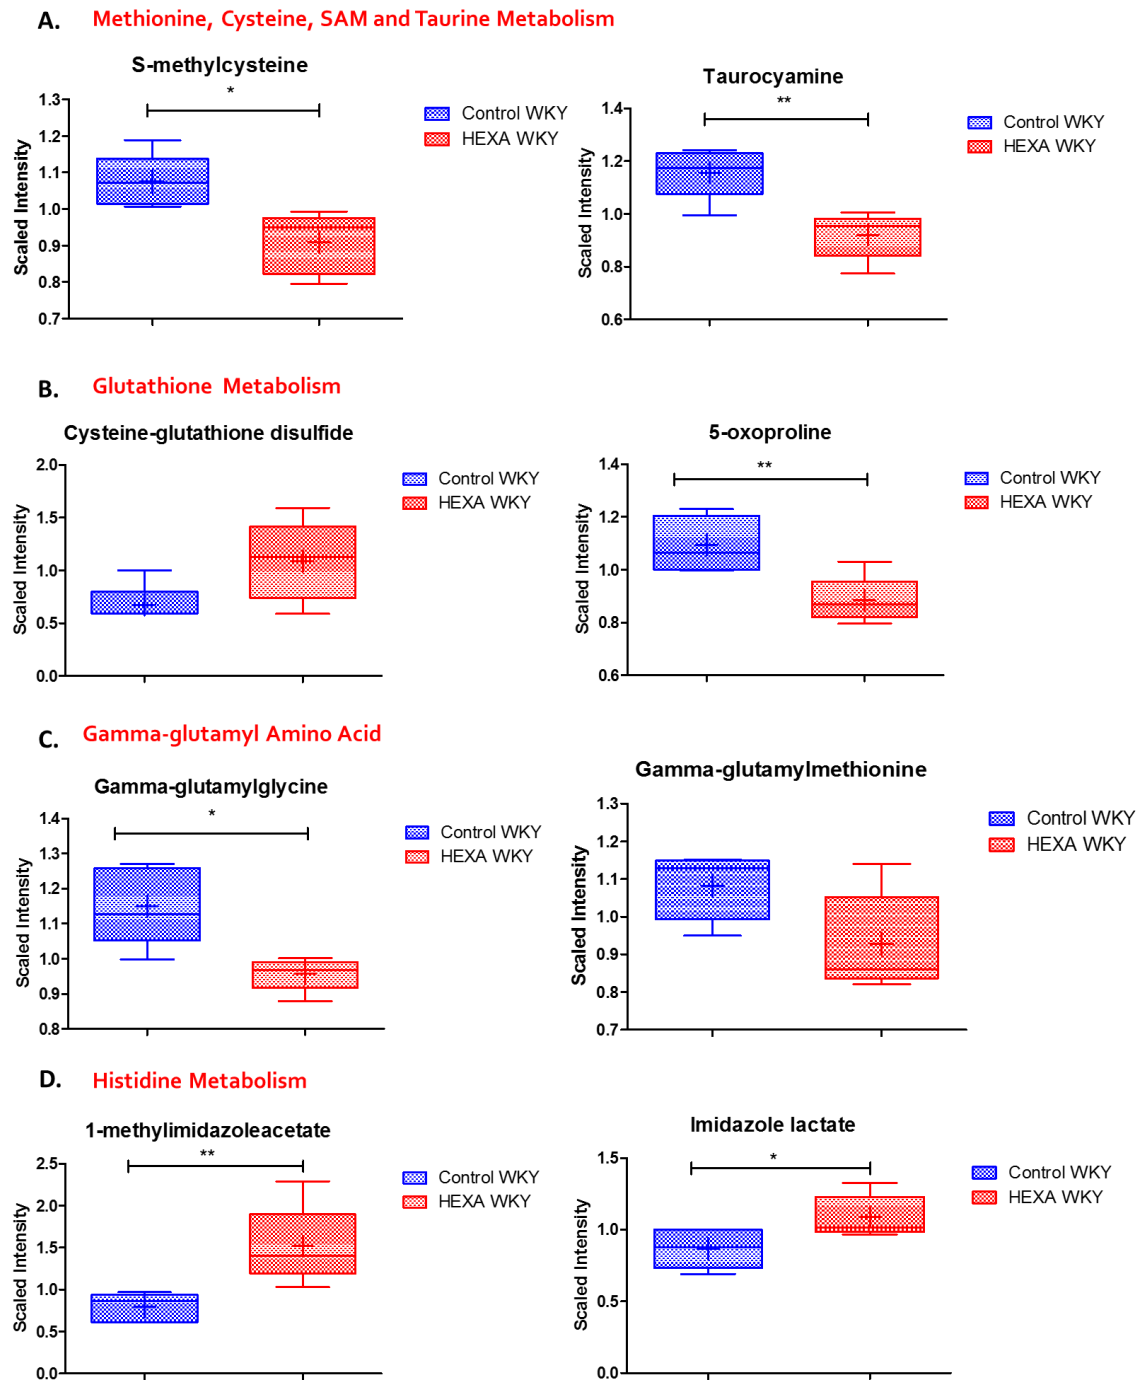 A. Methionine, Cysteine, SAM and Taurine Metabolism
S-methylcysteine
*
Control WKY
HEXA WKY
Scaled Intensity
1.3
1.2
1.1
1.0
0.9
0.8
0.7
Taurocyamine
**
Control WKY
HEXA WKY
Scaled Intensity
1.4
1.2
1.0
0.8
0.6
B. Glutathione Metabolism
Cysteine-glutathione disulfide
Control WKY
HEXA WKY
Scaled Intensity
2.0
1.5
1.0
0.5
0.0
5-oxoproline
**
Control WKY
HEXA WKY
Scaled Intensity
1.4
1.2
1.0
0.8
0.6
C. Gamma-glutamyl Amino Acid
Gamma-glutamylglycine
*
Control WKY
HEXA WKY
Scaled Intensity
1.4
1.3
1.2
1.1
1.0
0.9
0.8
Gamma-glutamylmethionine
Control WKY
HEXA WKY
Scaled Intensity
1.3
1.2
1.1
1.0
0.9
0.8
0.7
D. Histidine Metabolism
1-methylimidazoleacetate
**
Control WKY
HEXA WKY
Scaled Intensity
2.5
2.0
1.5
1.0
0.5
0.0
Imidazole lactate
*
Control WKY
HEXA WKY
Scaled Intensity
1.5
1.0
0.5
0.0